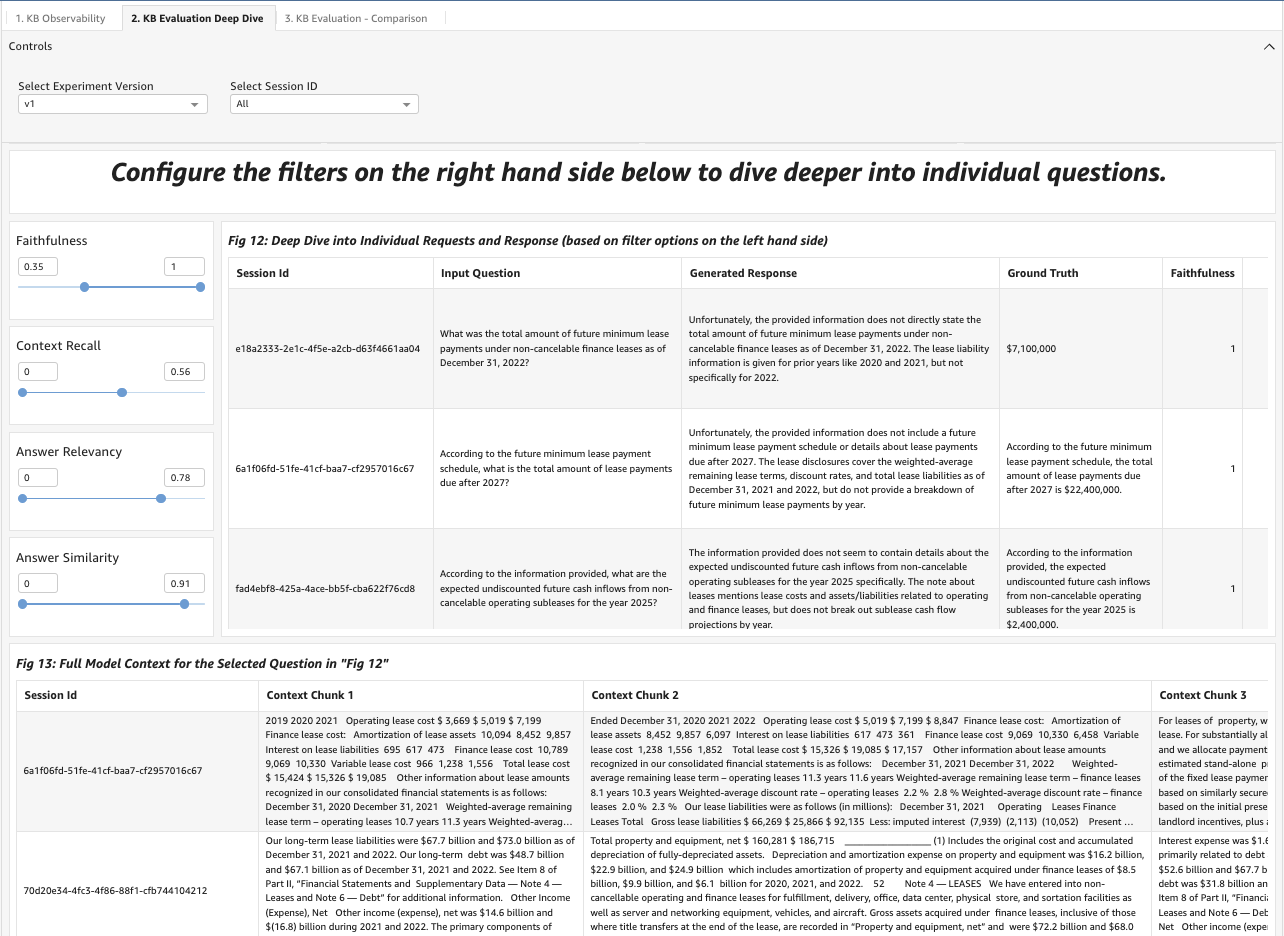 1. KB Observability
2. KB Evaluation Deep Dive
3. KB Evaluation - Comparison
Controls
Select Experiment Version
Select Session ID
v1
All
Configure the filters on the right hand side below to dive deeper into individual questions.
Faithfulness
0.35
1
Context Recall
0
0.56
Answer Relevancy
0
0.78
Answer Similarity
0
0.91
Fig 12: Deep Dive into Individual Requests and Response (based on filter options on the left hand side)
Session Id
Input Question
Generated Response
Ground Truth
Faithfulness
e18a2333-2e1c-4f5e-a2cb-d63f4661aa04
What was the total amount of future minimum lease
payments under non-cancelable finance leases as of
December 31, 2022?
Unfortunately, the provided information does not directly state the
total amount of future minimum lease payments under non-
cancelable finance leases as of December 31, 2022. The lease liability
information is given for prior years like 2020 and 2021, but not
specifically for 2022.
$7,100,000
1
6a1f06fd-51fe-41cf-baa7-cf2957016c67
According to the future minimum lease payment
schedule, what is the total amount of lease payments
due after 2027?
Unfortunately, the provided information does not include a future
minimum lease payment schedule or details about lease payments
due after 2027. The lease disclosures cover the weighted-average
remaining lease terms, discount rates, and total lease liabilities as of
December 31, 2021 and 2022, but do not provide a breakdown of
future minimum lease payments by year.
According to the future minimum
lease payment schedule, the total
amount of lease payments due
after 2027 is $22,400,000.
1
fad4ebf8-425a-4ace-bb5f-cba622f76cd8
According to the information provided, what are the
expected undiscounted future cash inflows from non-
cancelable operating subleases for the year 2025?
The information provided does not seem to contain details about the
expected undiscounted future cash inflows from non-cancelable
operating subleases for the year 2025 specifically. The note about
leases mentions lease costs and assets/liabilities related to operating
and finance leases, but does not break out sublease cash flow
projections by year.
According to the information
provided, the expected
undiscounted future cash inflows
from non-cancelable operating
subleases for the year 2025 is
$2,400,000.
1
Fig 13: Full Model Context for the Selected Question in "Fig 12"
Session Id
Context Chunk 1
Context Chunk 2
Context Chunk 3
6a1f06fd-51fe-41cf-baa7-cf2957016c67
2019 2020 2021 Operating lease cost $ 3,669 $ 5,019 $ 7,199
Finance lease cost: Amortization of lease assets 10,094 8,452 9,857
Interest on lease liabilities 695 617 473 Finance lease cost 10,789
9,069 10,330 Variable lease cost 966 1,238 1,556 Total lease cost
$ 15,424 $ 15,326 $ 19,085 Other information about lease amounts
recognized in our consolidated financial statements is as follows:
December 31, 2020 December 31, 2021 Weighted-average remaining
lease term – operating leases 10.7 years 11.3 years Weighted-averag...
Ended December 31, 2020 2021 2022 Operating lease cost $ 5,019 $ 7,199 $ 8,847 Finance lease cost: Amortization of
lease assets 8,452 9,857 6,097 Interest on lease liabilities 617 473 361 Finance lease cost 9,069 10,330 6,458 Variable
lease cost 1,238 1,556 1,852 Total lease cost $ 15,326 $ 19,085 $ 17,157 Other information about lease amounts
recognized in our consolidated financial statements is as follows: December 31, 2021 December 31, 2022 Weighted-
average remaining lease term – operating leases 11.3 years 11.6 years Weighted-average remaining lease term – finance leases
8.1 years 10.3 years Weighted-average discount rate – operating leases 2.2 % 2.8 % Weighted-average discount rate – finance
leases 2.0 % 2.3 % Our lease liabilities were as follows (in millions): December 31, 2021 Operating Leases Finance
Leases Total Gross lease liabilities $ 66,269 $ 25,866 $ 92,135 Less: imputed interest (7,939) (2,113) (10,052) Present ...
For leases of property, w
lease. For substantially al
and we allocate payment
estimated stand-alone p
of the fixed lease paymer
based on similarly secure
based on the initial prese
landlord incentives, plus
70d20e34-4fc3-4f86-88f1-cfb744104212
Our long-term lease liabilities were $67.7 billion and $73.0 billion as of
December 31, 2021 and 2022. Our long-term debt was $48.7 billion
and $67.1 billion as of December 31, 2021 and 2022. See Item 8 of
Part II, “Financial Statements and Supplementary Data — Note 4 —
Leases and Note 6 — Debt” for additional information. Other Income
(Expense), Net Other income (expense), net was $14.6 billion and
$(16.8) billion during 2021 and 2022. The primary components of
Total property and equipment, net $ 160,281 $ 186,715 __________________ (1) Includes the original cost and accumulated
depreciation of fully-depreciated assets. Depreciation and amortization expense on property and equipment was $16.2 billion,
$22.9 billion, and $24.9 billion which includes amortization of property and equipment acquired under finance leases of $8.5
billion, $9.9 billion, and $6.1 billion for 2020, 2021, and 2022. 52 Note 4 — LEASES We have entered into non-
cancellable operating and finance leases for fulfillment, delivery, office, data center, physical store, and sortation facilities as
well as server and networking equipment, vehicles, and aircraft. Gross assets acquired under finance leases, inclusive of those
where title transfers at the end of the lease, are recorded in “Property and equipment, net” and were $72.2 billion and $68.0
Interest expense was $1.6
primarily related to debt
$52.6 billion and $67.7 b
debt was $31.8 billion an
Item 8 of Part II, “Financia
Leases and Note 6 — Deb
Net Other income (expe